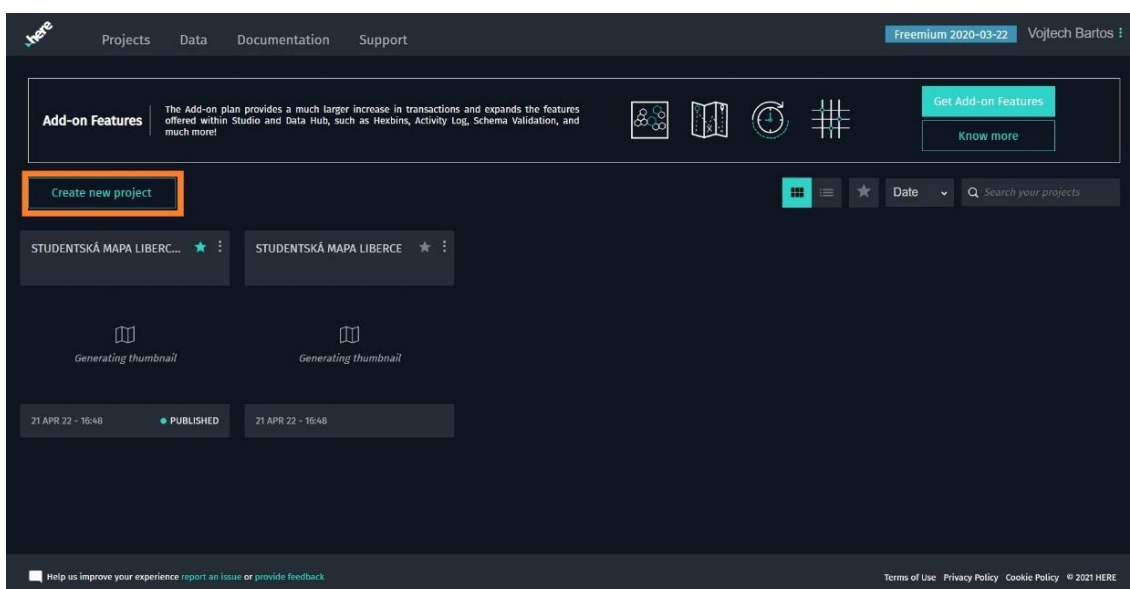 here
Projects Data Documentation Support
Freemium 2020-03-22 Vojtech Bartos
Add-on Features
The Add-on plan provides a much larger increase in transactions and expands the features
offered within Studio and Data Hub, such as Hexbins, Activity Log, Schema Validation, and
much more!
Get Add-on Features
Know more
Create new project
Date
Search your projects
STUDENTSKÁ MAPA LIBERC...
STUDENTSKÁ MAPA LIBERCE
Generating thumbnail
Generating thumbnail
21 APR 22 - 16:48 PUBLISHED
21 APR 22 - 16:48
Help us improve your experience report an issue or provide feedback
Terms of Use Privacy Policy Cookie Policy © 2021 HERE